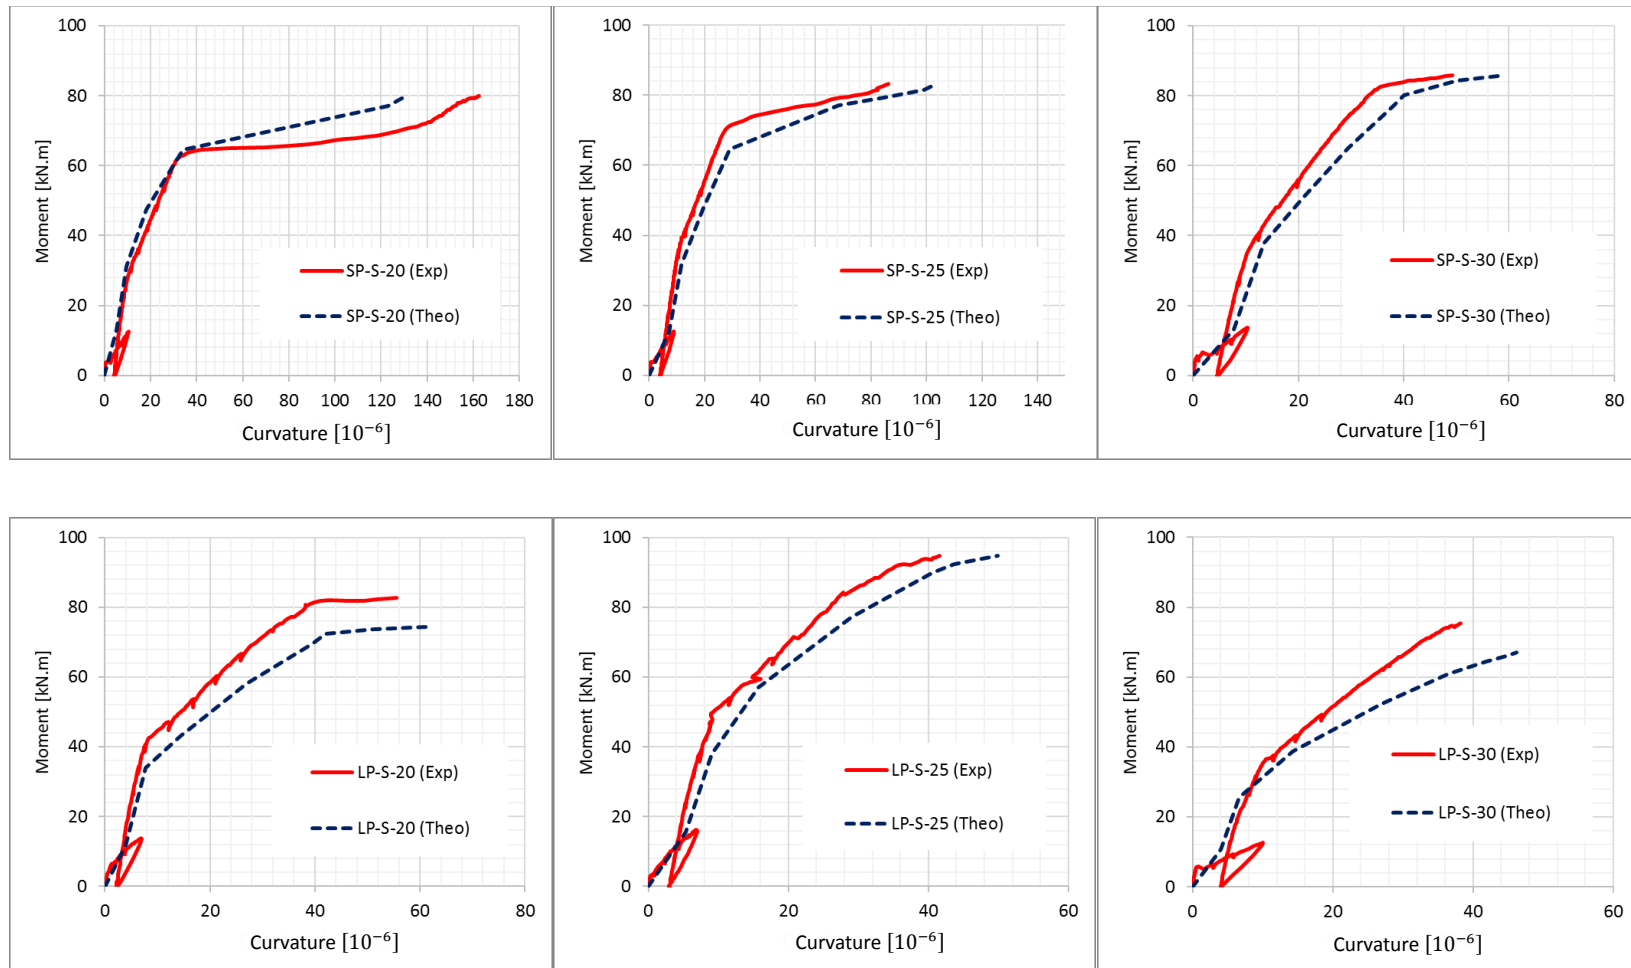 100
80
60
40
20
0
Moment [kN.m]
SP-S-20 (Exp)
SP-S-20 (Theo)
0 20 40 60 80 100 120 140 160 180
Curvature [10⁻⁶]
100
80
60
40
20
0
Moment [kN.m]
SP-S-25 (Exp)
SP-S-25 (Theo)
0 20 40 60 80 100 120 140
Curvature [10⁻⁶]
100
80
60
40
20
0
Moment [kN.m]
SP-S-30 (Exp)
SP-S-30 (Theo)
0 20 40 60 80
Curvature [10⁻⁶]
100
80
60
40
20
0
Moment [kN.m]
LP-S-20 (Exp)
LP-S-20 (Theo)
0 20 40 60 80
Curvature [10⁻⁶]
100
80
60
40
20
0
Moment [kN.m]
LP-S-25 (Exp)
LP-S-25 (Theo)
0 20 40 60
Curvature [10⁻⁶]
100
80
60
40
20
0
Moment [kN.m]
LP-S-30 (Exp)
LP-S-30 (Theo)
0 20 40 60
Curvature [10⁻⁶]